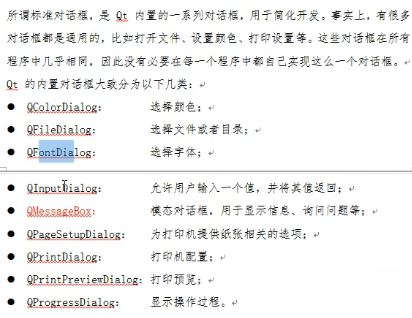 所谓标准对话框，是 Qt 内置的一系列对话框，用于简化开发。事实上，有很多
对话框都是通用的，比如打开文件、设置颜色、打印设置等。这些对话框在所有
程序中几乎相同，因此没有必要在每一个程序中都自己实现这么一个对话框。
Qt 的内置对话框大致分为以下几类：
● QColorDialog： 选择颜色；
● QFileDialog： 选择文件或者目录；
● QFontDialog： 选择字体；
● QInputDialog： 允许用户输入一个值，并将其值返回；
● QMessageBox： 模态对话框，用于显示信息、询问问题等；
● QPageSetupDialog： 为打印机提供纸张相关的选项；
● QPrintDialog： 打印机配置；
● QPrintPreviewDialog：打印预览；
● QProgressDialog： 显示操作过程。